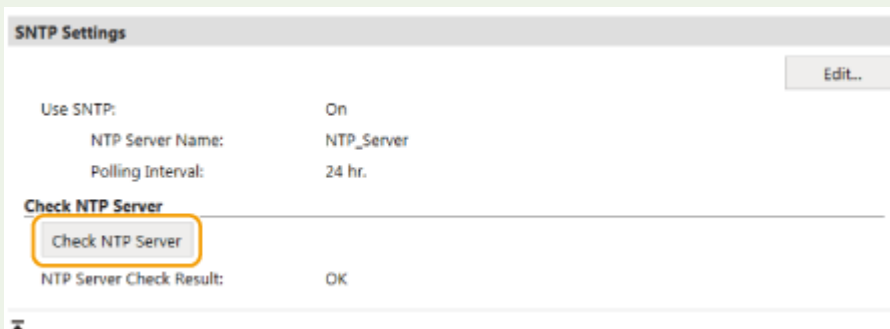 SNTP Settings
Edit...
Use SNTP: On
NTP Server Name: NTP_Server
Polling Interval: 24 hr.
Check NTP Server
Check NTP Server
NTP Server Check Result: OK